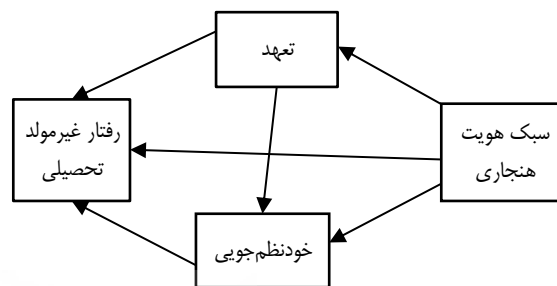 تعهد
سبک هویت
هنجاری
رفتار غیرمولد
تحصیلی
خودنظم‌جویی